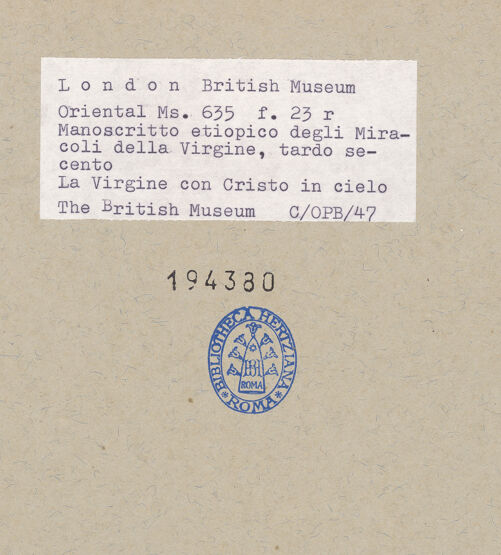 L o n d o n British Museum
Oriental Ms. 635 f. 23 r
Manoscritto etiopico degli Mira-
coli della Virgine, tardo se-
cento
La Virgine con Cristo in cielo
The British Museum C/OPB/47
194380
BIBLIOTHECA HERTZIANA
ROMA
ROMA